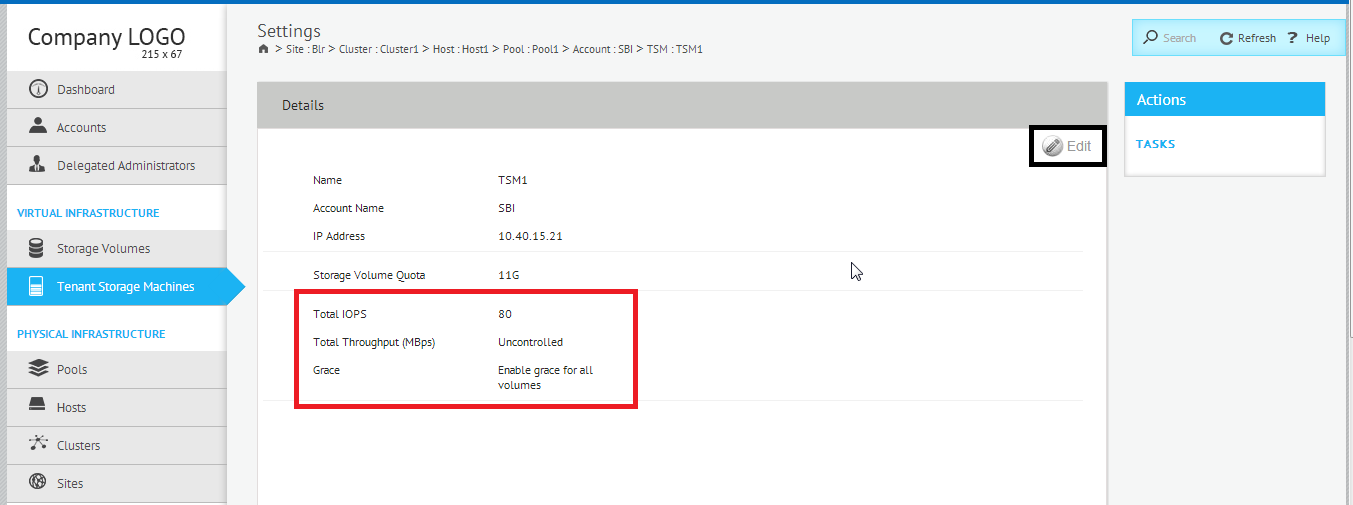 Company LOGO
215 x 67
Dashboard
Accounts
Delegated Administrators
VIRTUAL INFRASTRUCTURE
Storage Volumes
Tenant Storage Machines
PHYSICAL INFRASTRUCTURE
Pools
Hosts
Clusters
Sites
Settings
> Site : Blr > Cluster : Cluster1 > Host : Host1 > Pool : Pool1 > Account : SBI > TSM : TSM1
Search Refresh ? Help
Details
Edit
Name TSM1
Account Name SBI
IP Address 10.40.15.21
Storage Volume Quota 11G
Total IOPS 80
Total Throughput (MBps) Uncontrolled
Grace Enable grace for all
volumes
Actions
TASKS